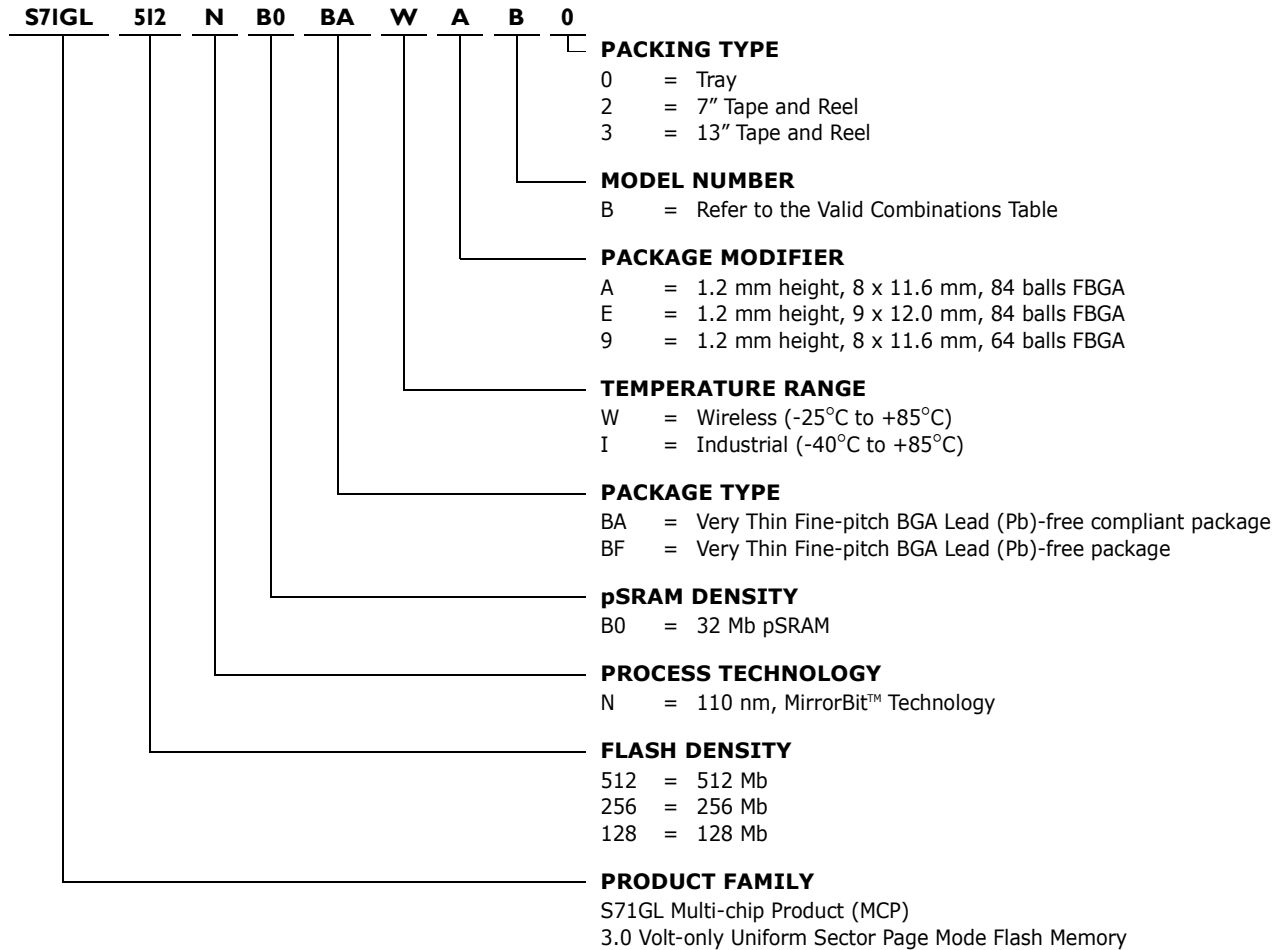 S71GL 512 N B0 BA W A B 0
PACKING TYPE
0 = Tray
2 = 7” Tape and Reel
3 = 13” Tape and Reel
MODEL NUMBER
B = Refer to the Valid Combinations Table
PACKAGE MODIFIER
A = 1.2 mm height, 8 x 11.6 mm, 84 balls FBGA
E = 1.2 mm height, 9 x 12.0 mm, 84 balls FBGA
9 = 1.2 mm height, 8 x 11.6 mm, 64 balls FBGA
TEMPERATURE RANGE
W = Wireless (-25°C to +85°C)
I = Industrial (-40°C to +85°C)
PACKAGE TYPE
BA = Very Thin Fine-pitch BGA Lead (Pb)-free compliant package
BF = Very Thin Fine-pitch BGA Lead (Pb)-free package
pSRAM DENSITY
B0 = 32 Mb pSRAM
PROCESS TECHNOLOGY
N = 110 nm, MirrorBit™ Technology
FLASH DENSITY
512 = 512 Mb
256 = 256 Mb
128 = 128 Mb
PRODUCT FAMILY
S71GL Multi-chip Product (MCP)
3.0 Volt-only Uniform Sector Page Mode Flash Memory